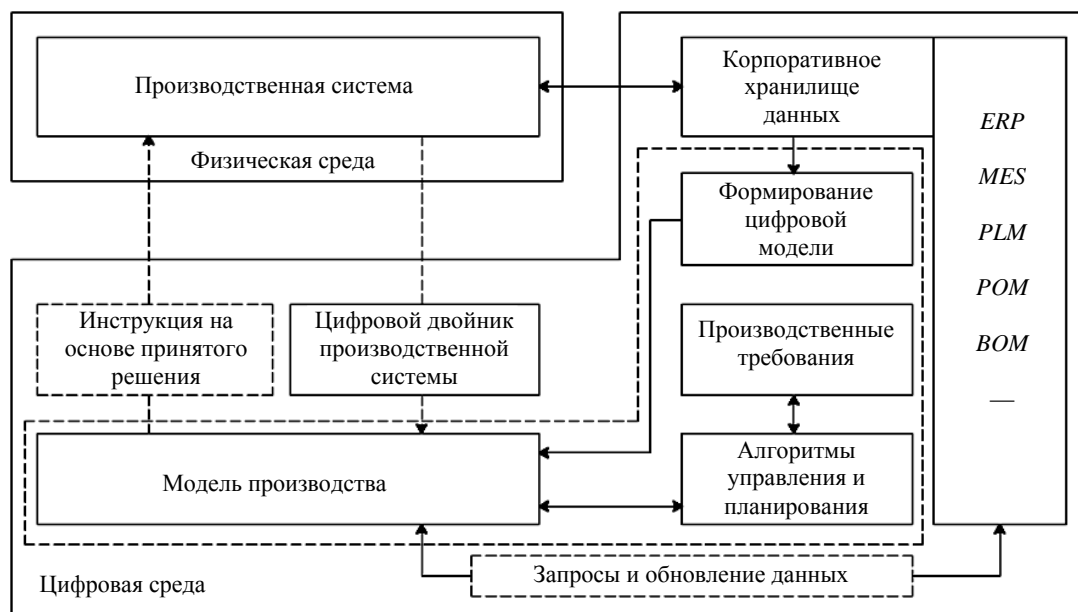 Производственная система
Физическая среда
Корпоративное
хранилище
данных
ERP
MES
PLM
POM
BOM
—
Формирование
цифровой
модели
Инструкция на
основе принятого
решения
Цифровой двойник
производственной
системы
Производственные
требования
Модель производства
Алгоритмы
управления и
планирования
Запросы и обновление данных
Цифровая среда